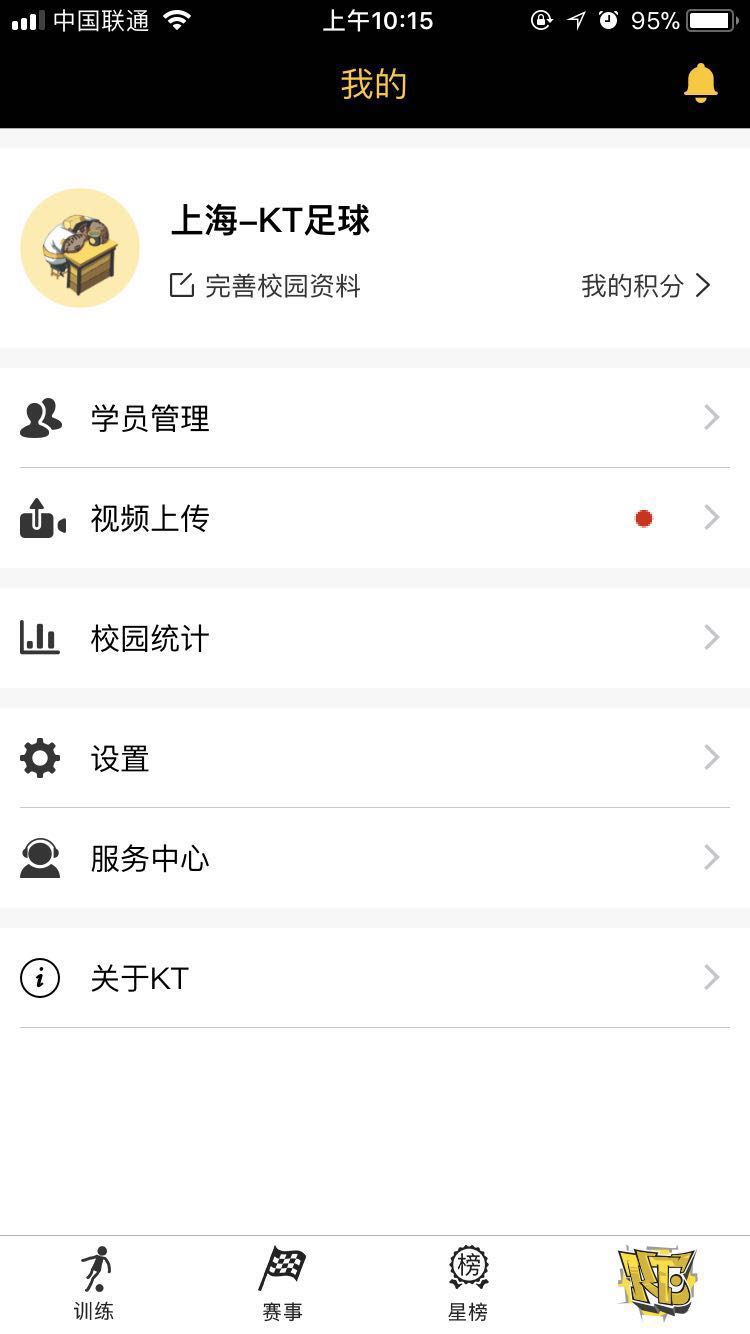 中国联通 上午10:15 95%
我的
上海-KT足球
完善校园资料 我的积分
学员管理
视频上传
校园统计
设置
服务中心
i 关于KT
榜
训练 赛事 星榜
KT